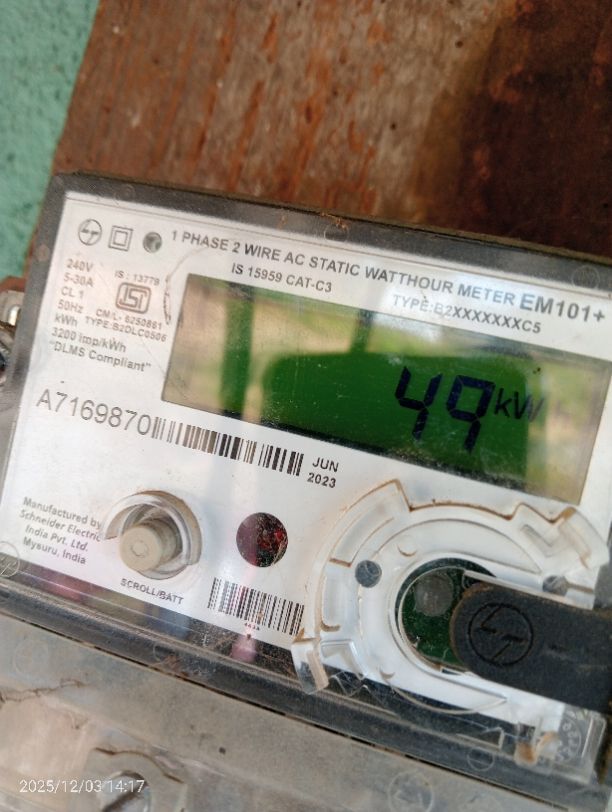 1 PHASE 2 WIRE AC STATIC WATTHOUR METER EM101+
IS 15959 CAT-C3
TYPE:B2XXXXXXXC5
240V
5-30A
CL 1
50Hz
kWh
IS : 13779
CM/L- 6250861
TYPE:B2DLC0506
3200 imp/kWh
"DLMS Compliant"
49 kW
A7169870
JUN
2023
Manufactured by
Schneider Electric
India Pvt. Ltd.
Mysuru, India
SCROLL/BATT
2025/12/03 14:17